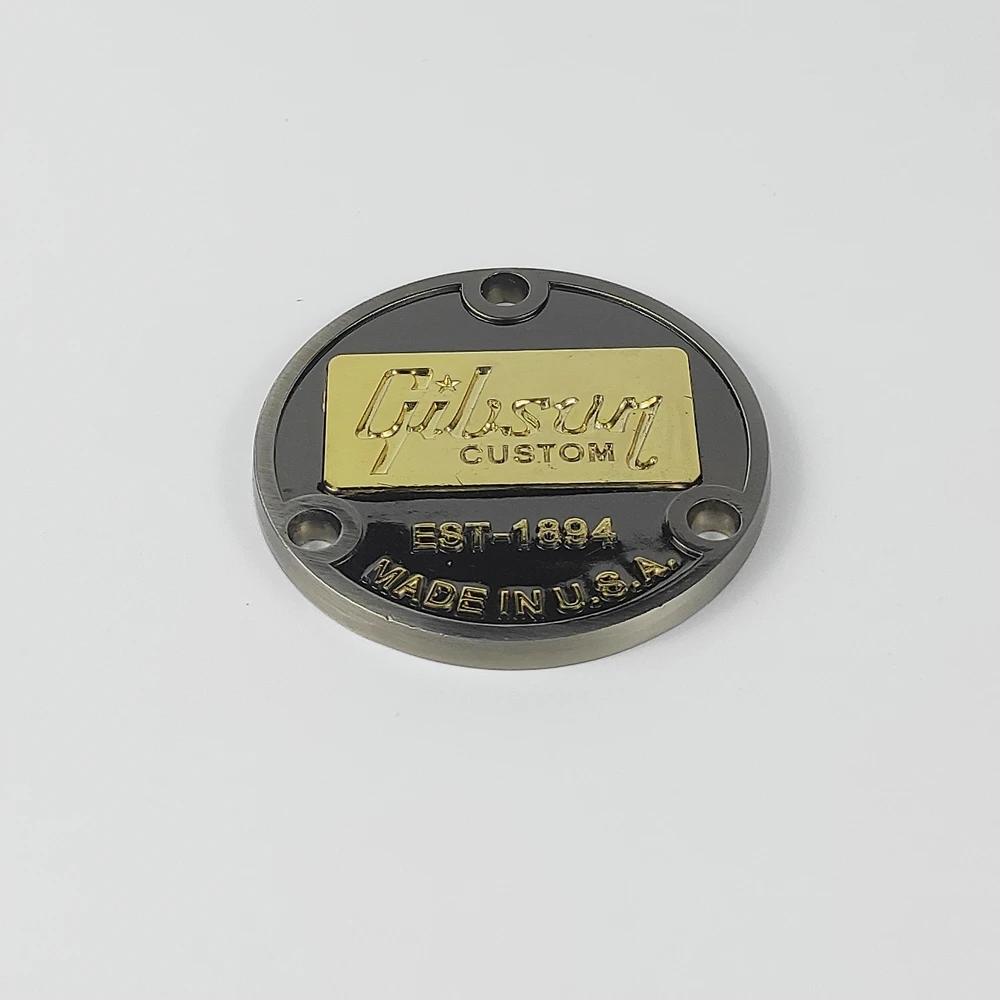 Gibson
CUSTOM
EST-1894
MADE IN U.S.A.